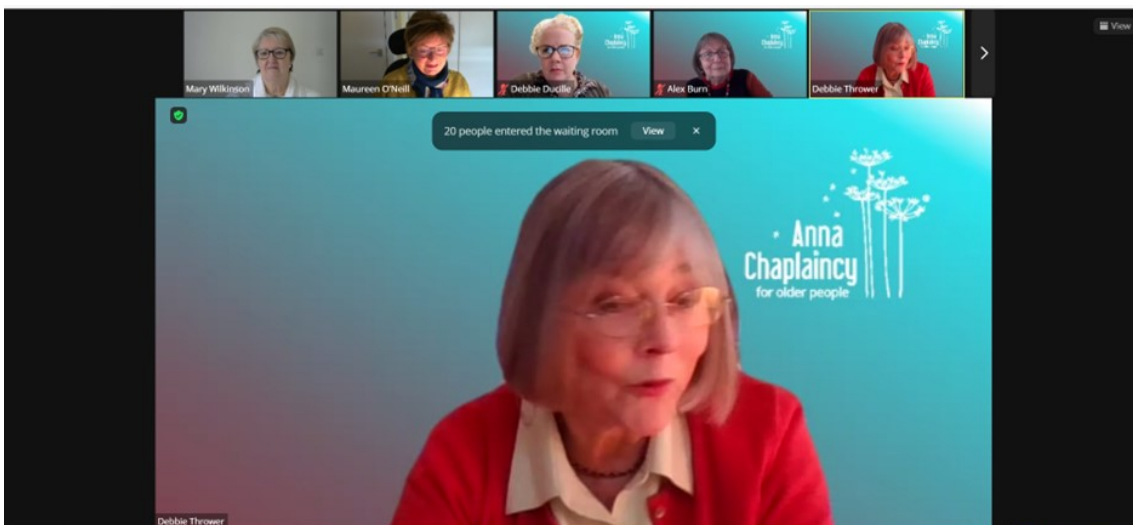 View
Mary Wilkinson
Maureen O'Neill
Debbie Ducille
Alex Burn
Debbie Thrower
20 people entered the waiting room View
Anna
Chaplaincy
for older people
Debbie Thrower